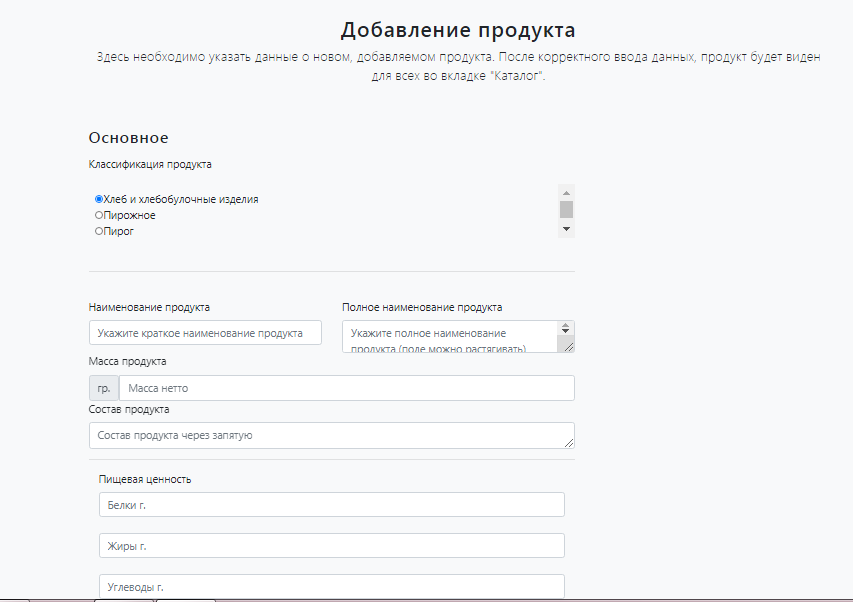 Добавление продукта
Здесь необходимо указать данные о новом, добавляемом продукта. После корректного ввода данных, продукт будет виден
для всех во вкладке "Каталог".
Основное
Классификация продукта
Хлеб и хлебобулочные изделия
Пирожное
Пирог
Наименование продукта
Укажите краткое наименование продукта
Полное наименование продукта
Укажите полное наименование
продукта (поле можно растягивать)
Масса продукта
гр. Масса нетто
Состав продукта
Состав продукта через запятую
Пищевая ценность
Белки г.
Жиры г.
Углеводы г.